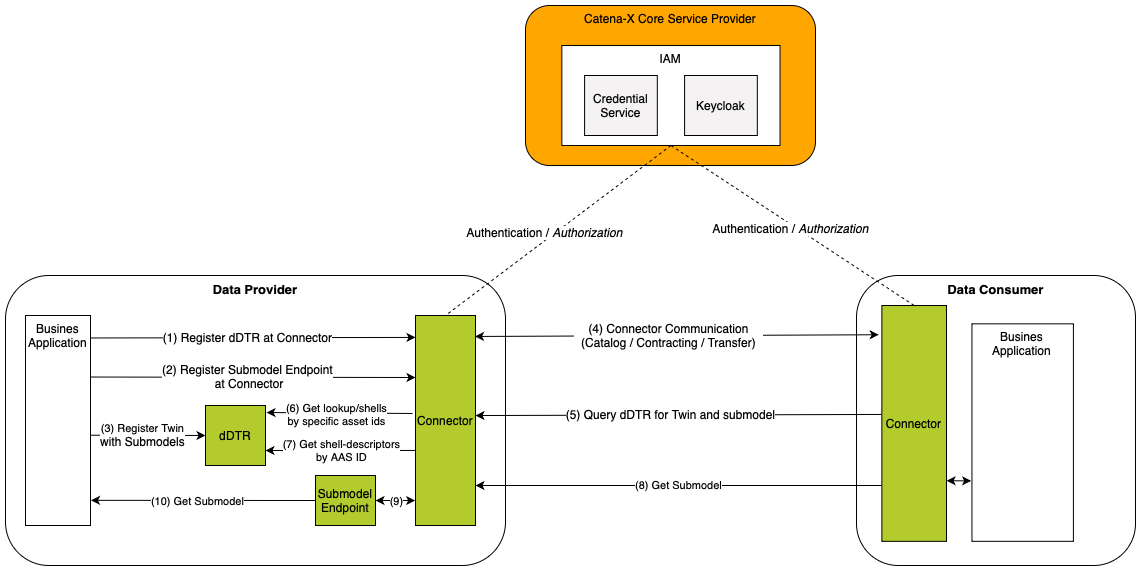 Catena-X Core Service Provider
IAM
Credential
Service
Keycloak
Authentication / Authorization
Authentication / Authorization
Data Provider
Busines
Application
(1) Register dDTR at Connector
(2) Register Submodel Endpoint
at Connector
(3) Register Twin
with Submodels
dDTR
(6) Get lookup/shells
by specific asset ids
(7) Get shell-descriptors
by AAS ID
Connector
(10) Get Submodel
Submodel
Endpoint
(9)
(4) Connector Communication
(Catalog / Contracting / Transfer)
(5) Query dDTR for Twin and submodel
(8) Get Submodel
Data Consumer
Connector
Busines
Application